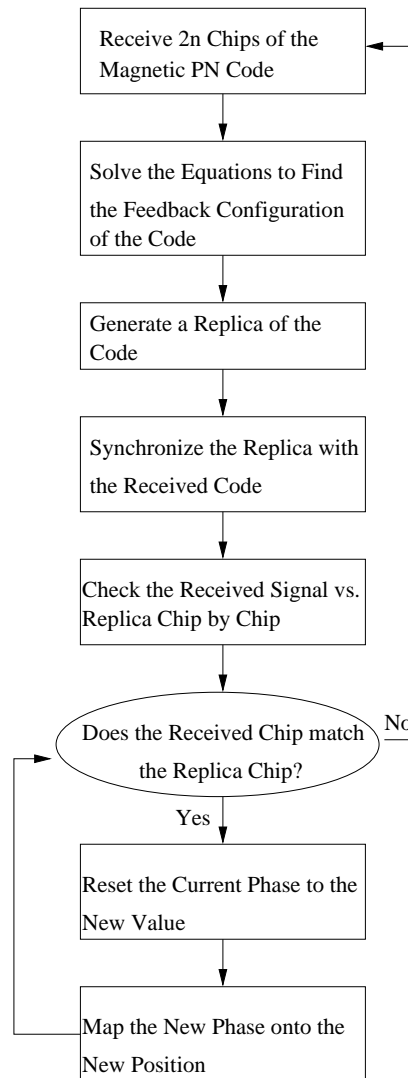 Receive 2n Chips of the
Magnetic PN Code
Solve the Equations to Find
the Feedback Configuration
of the Code
Generate a Replica of the
Code
Synchronize the Replica with
the Received Code
Check the Received Signal vs.
Replica Chip by Chip
Does the Received Chip match
the Replica Chip?
No
Yes
Reset the Current Phase to the
New Value
Map the New Phase onto the
New Position